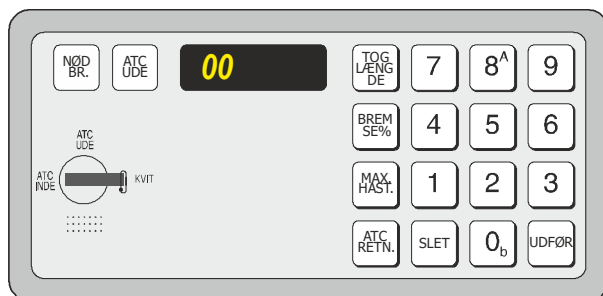 NØD
BR.
ATC
UDE
00
TOG
LÆNG
DE
7
8A
9
BREM
SE%
4
5
6
ATC
UDE
ATC
INDE
KVIT
MAX.
HAST.
1
2
3
ATC
RETN.
SLET
0b
UDFØR